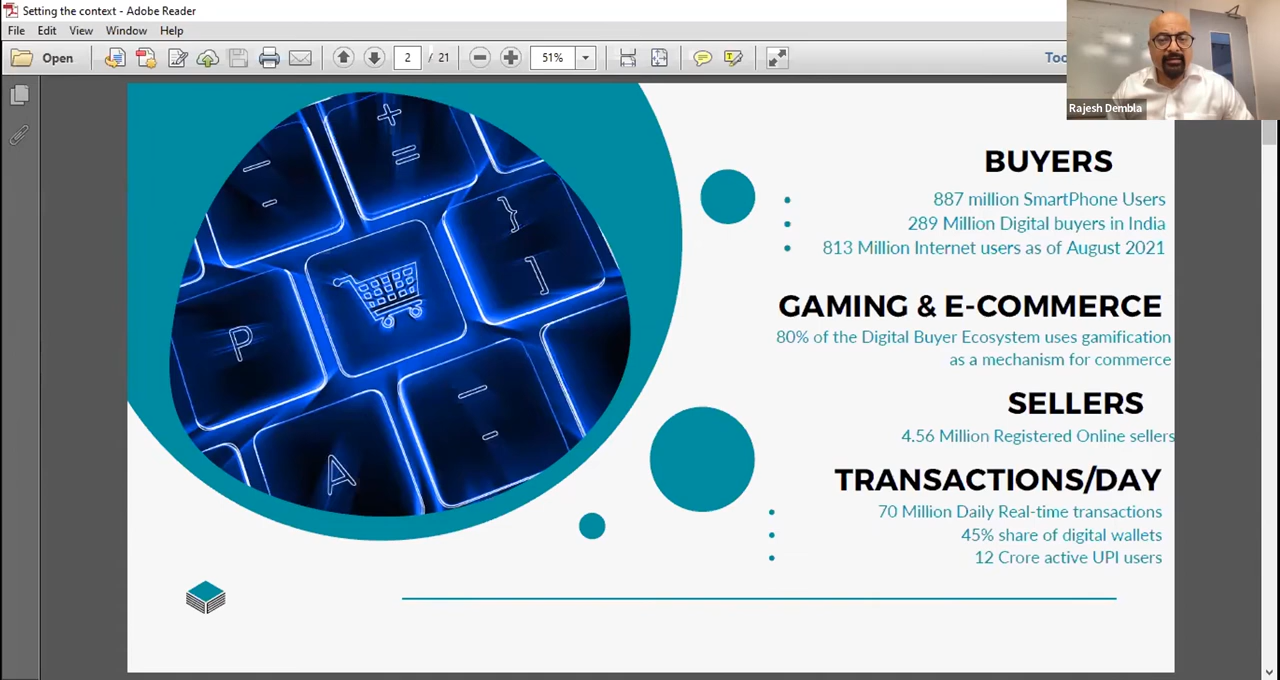 Setting the context - Adobe Reader
File Edit View Window Help
Open 2 / 21 51%
Rajesh Dembla
BUYERS
• 887 million SmartPhone Users
• 289 Million Digital buyers in India
• 813 Million Internet users as of August 2021
GAMING & E-COMMERCE
80% of the Digital Buyer Ecosystem uses gamification
as a mechanism for commerce
SELLERS
4.56 Million Registered Online sellers
TRANSACTIONS/DAY
• 70 Million Daily Real-time transactions
• 45% share of digital wallets
• 12 Crore active UPI users
+
=
-
-
}
]
P
-
-
A